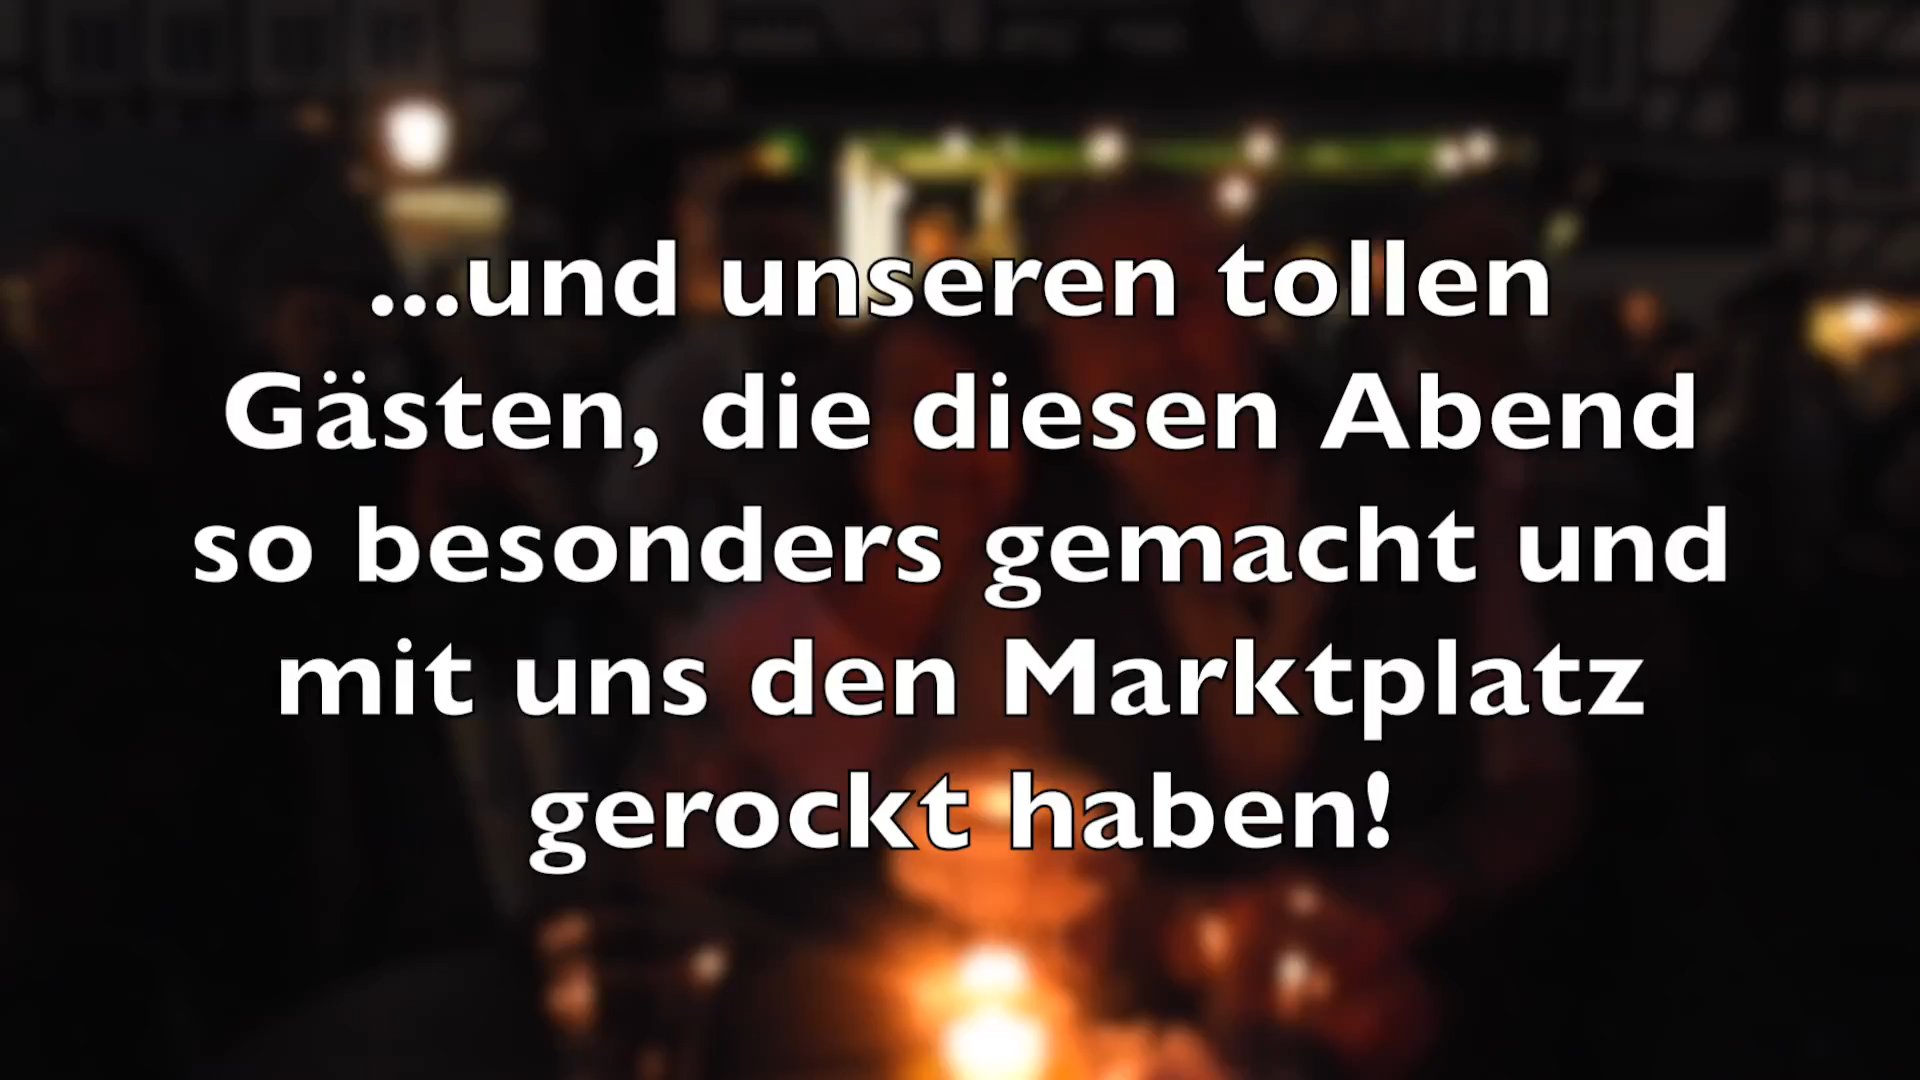 ...und unseren tollen
Gästen, die diesen Abend
so besonders gemacht und
mit uns den Marktplatz
gerockt haben!